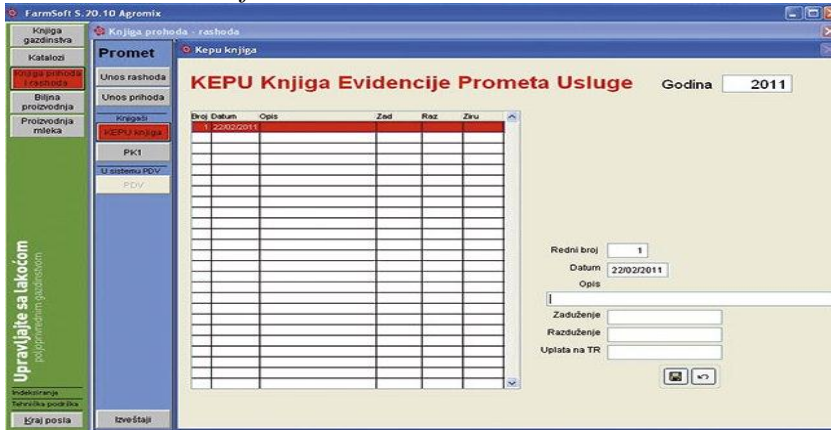 FarmSoft S.20.10 Agromix
Knjiga gazdinstva
Katalozi
Knjiga prihoda i rashoda
Biljna proizvodnja
Proizvodnja mleka
Upravljajte sa lakoćom
poljoprivrednim gazdinstvom
Indeksiranje
Tehnička podrška
Kraj posla
Knjiga prohoda - rashoda
Promet
Unos rashoda
Unos prihoda
Knjigaši
KEPU knjiga
PK1
U sistemu PDV
PDV
Izveštaji
Kepu knjiga
KEPU Knjiga Evidencije Prometa Usluge
Godina 2011
Broj Datum Opis Zad Raz Ziru
1 22/02/2011
Redni broj 1
Datum 22/02/2011
Opis
Zaduženje
Razduženje
Uplata na TR